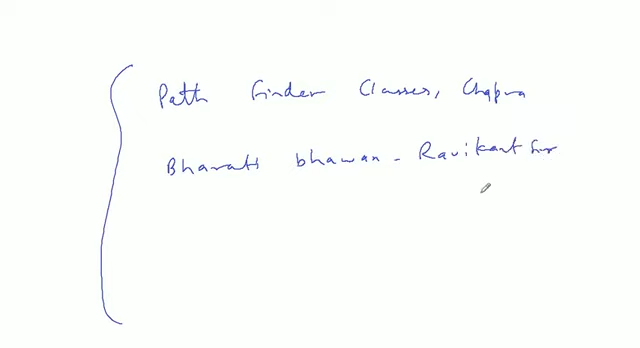 Path Finder Classes, Chapra
Bharati bhawan - Ravikant Sir